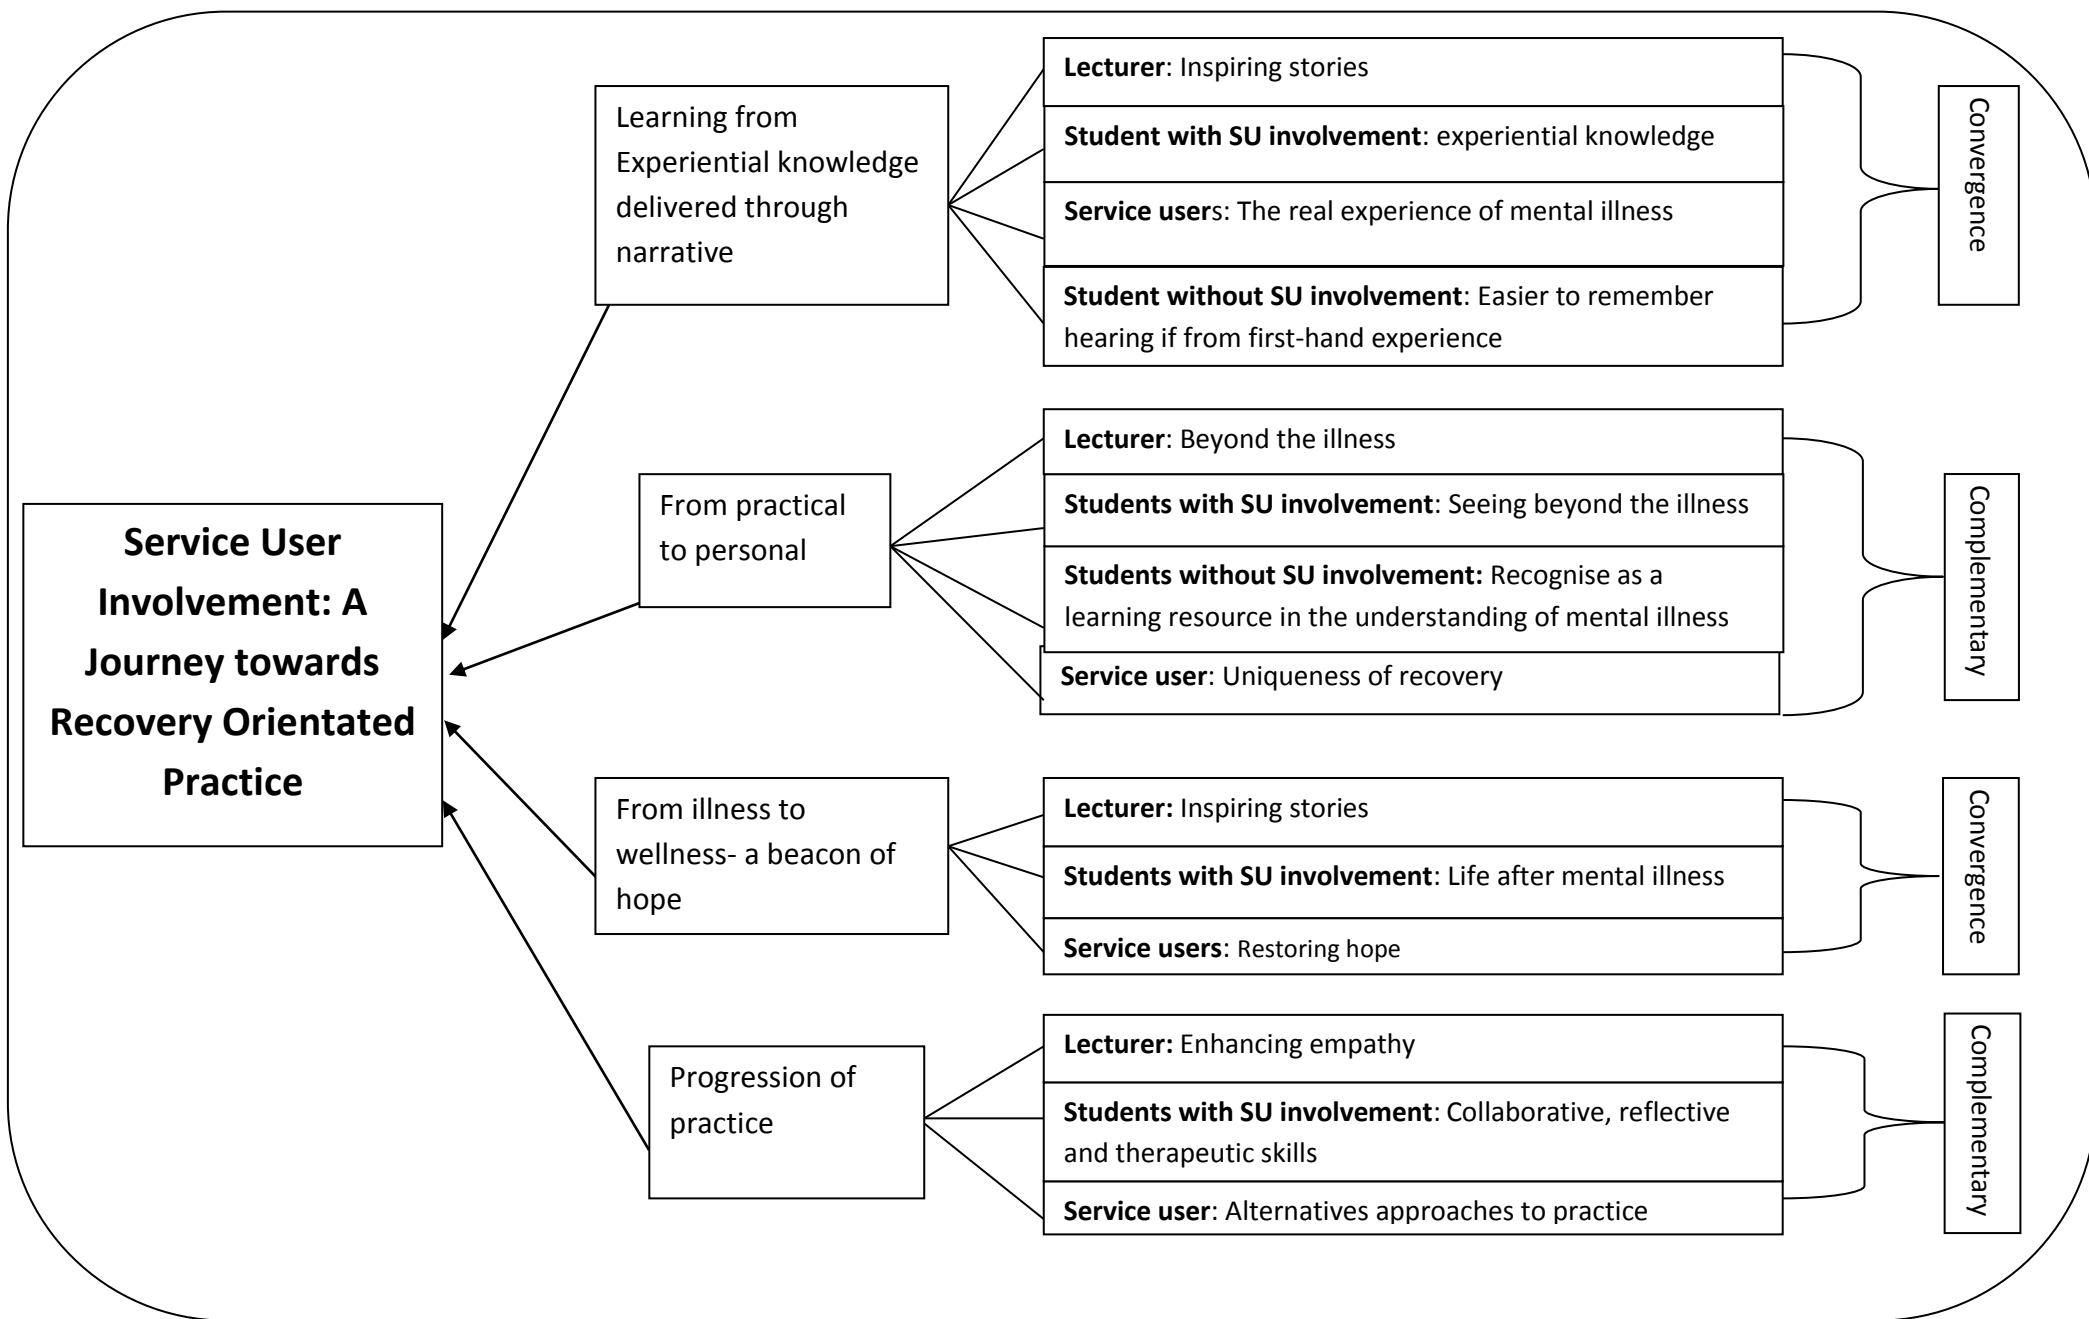 Service User
Involvement: A
Journey towards
Recovery Orientated
Practice
Learning from
Experiential knowledge
delivered through
narrative
Lecturer: Inspiring stories
Student with SU involvement: experiential knowledge
Service users: The real experience of mental illness
Student without SU involvement: Easier to remember
hearing if from first-hand experience
Convergence
From practical
to personal
Lecturer: Beyond the illness
Students with SU involvement: Seeing beyond the illness
Students without SU involvement: Recognise as a
learning resource in the understanding of mental illness
Service user: Uniqueness of recovery
Complementary
From illness to
wellness- a beacon of
hope
Lecturer: Inspiring stories
Students with SU involvement: Life after mental illness
Service users: Restoring hope
Convergence
Progression of
practice
Lecturer: Enhancing empathy
Students with SU involvement: Collaborative, reflective
and therapeutic skills
Service user: Alternatives approaches to practice
Complementary